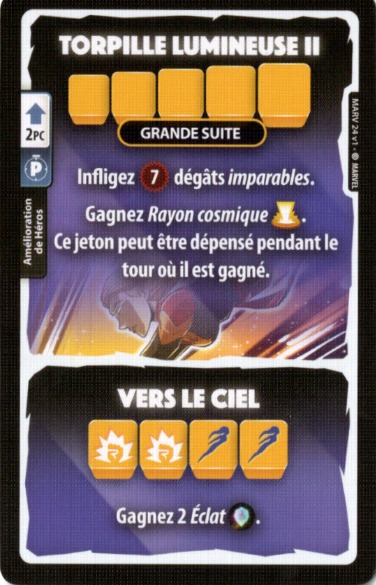 TORPILLE LUMINEUSE II
GRANDE SUITE
2PC
P
Amélioration
de Héros
MARV 24 v1 - © MARVEL
Infligez 7 dégâts imparables.
Gagnez Rayon cosmique .
Ce jeton peut être dépensé pendant le
tour où il est gagné.
VERS LE CIEL
Gagnez 2 Éclat .